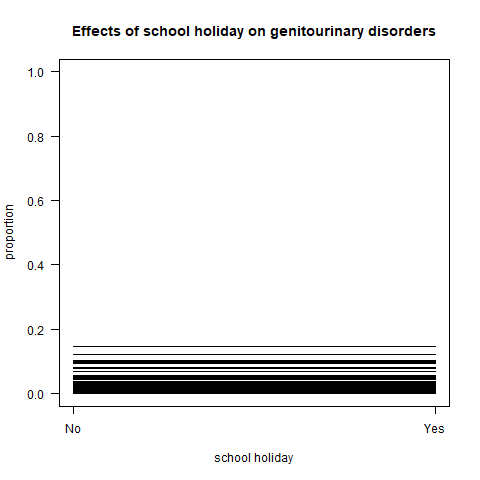 Effects of school holiday on genitourinary disorders
1.0
0.8
0.6
0.4
0.2
0.0
proportion
No
Yes
school holiday